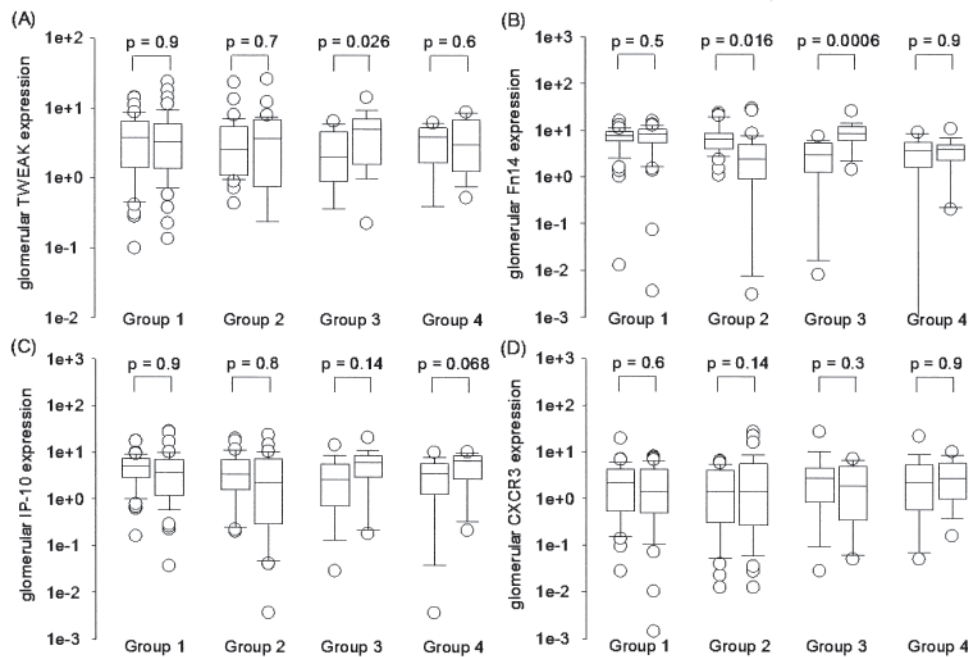 (A)
p = 0.9 p = 0.7 p = 0.026 p = 0.6
1e+2
1e+1
1e+0
1e-1
1e-2
glomerular TWEAK expression
Group 1 Group 2 Group 3 Group 4
(B)
p = 0.5 p = 0.016 p = 0.0006 p = 0.9
1e+3
1e+2
1e+1
1e+0
1e-1
1e-2
1e-3
glomerular Fn14 expression
Group 1 Group 2 Group 3 Group 4
(C)
p = 0.9 p = 0.8 p = 0.14 p = 0.068
1e+3
1e+2
1e+1
1e+0
1e-1
1e-2
1e-3
glomerular IP-10 expression
Group 1 Group 2 Group 3 Group 4
(D)
p = 0.6 p = 0.14 p = 0.3 p = 0.9
1e+3
1e+2
1e+1
1e+0
1e-1
1e-2
1e-3
glomerular CXCR3 expression
Group 1 Group 2 Group 3 Group 4